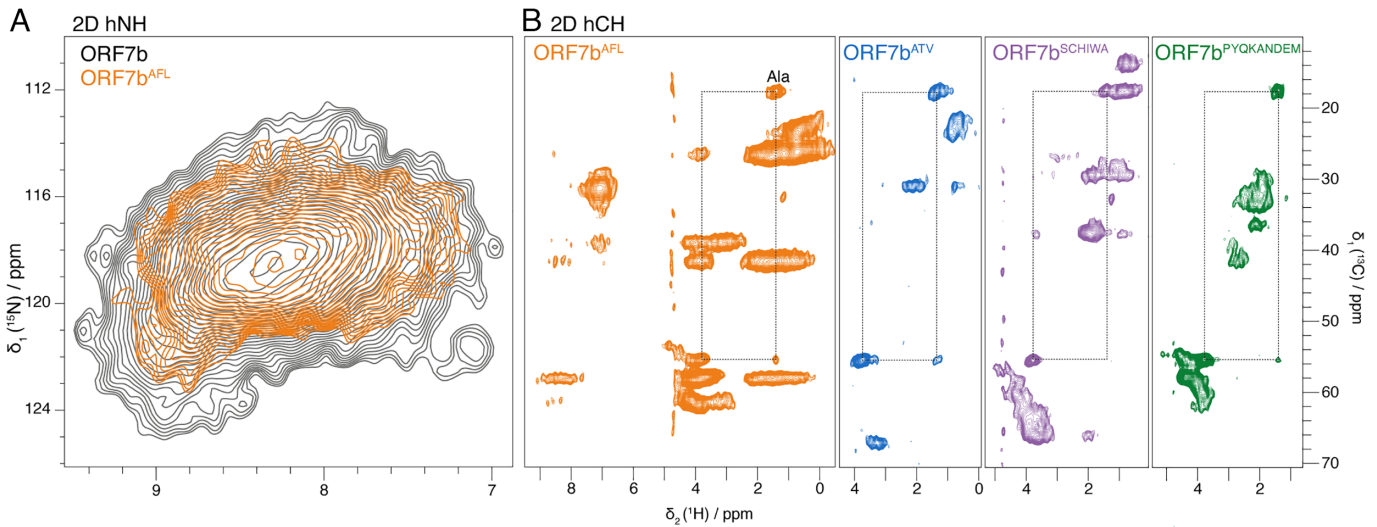 A 2D hNH
ORF7b
ORF7bAFL
112
116
120
124
δ1 (15N) / ppm
9 8 7
B 2D hCH
ORF7bAFL
ORF7bATV
ORF7bSCHIWA
ORF7bPYQKANDEM
Ala
20
30
40
50
60
70
δ1 (13C) / ppm
8 6 4 2 0
4 2 0
4 2
4 2
δ2 (1H) / ppm